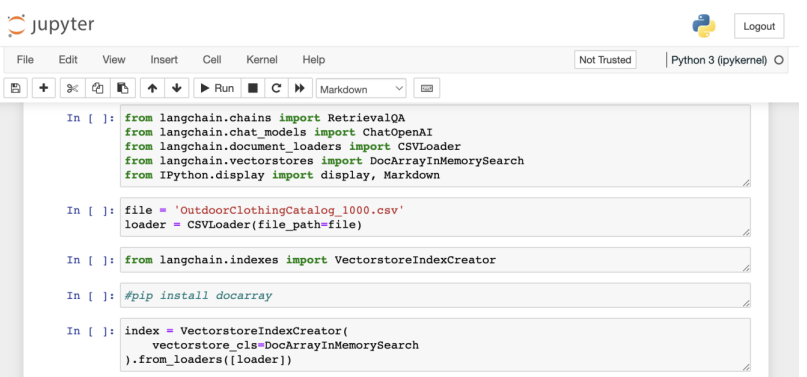 jupyter
Logout
File Edit View Insert Cell Kernel Help Not Trusted Python 3 (ipykernel)
Run Markdown
In [ ]: from langchain.chains import RetrievalQA
from langchain.chat_models import ChatOpenAI
from langchain.document_loaders import CSVLoader
from langchain.vectorstores import DocArrayInMemorySearch
from IPython.display import display, Markdown
In [ ]: file = 'OutdoorClothingCatalog_1000.csv'
loader = CSVLoader(file_path=file)
In [ ]: from langchain.indexes import VectorstoreIndexCreator
In [ ]: #pip install docarray
In [ ]: index = VectorstoreIndexCreator(
    vectorstore_cls=DocArrayInMemorySearch
).from_loaders([loader])